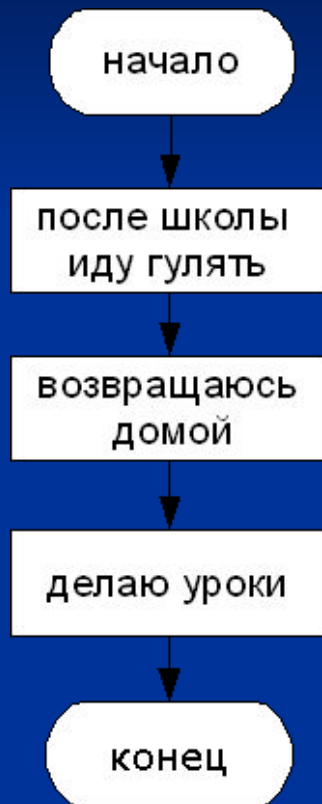 начало
после школы
иду гулять
возвращаюсь
домой
делаю уроки
конец